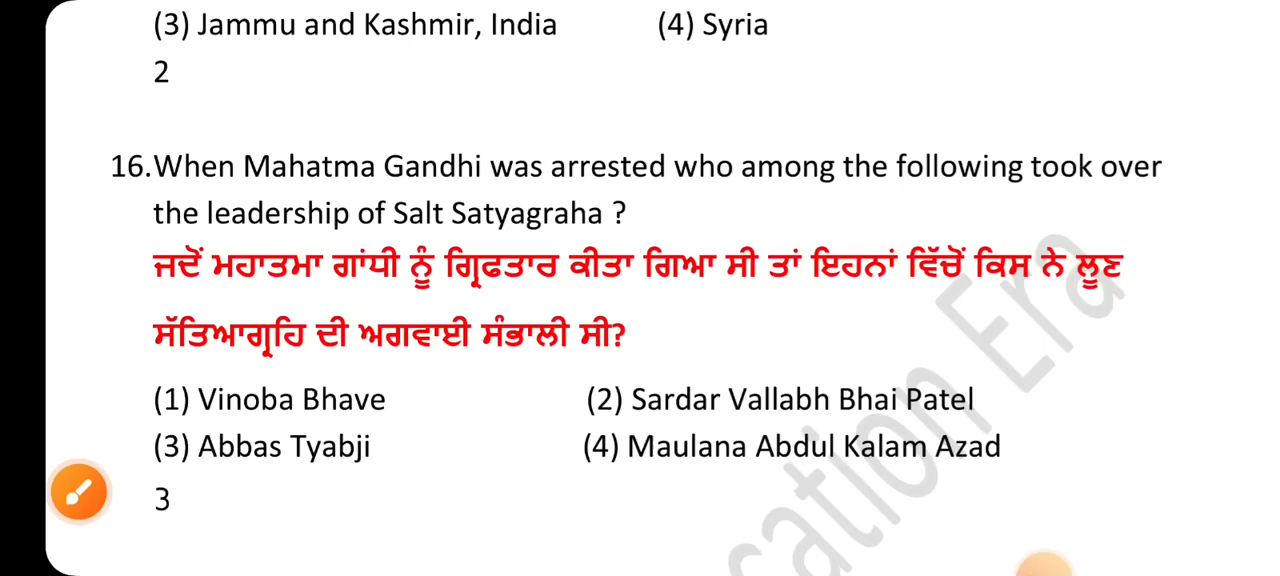 (3) Jammu and Kashmir, India (4) Syria
2
16.When Mahatma Gandhi was arrested who among the following took over
the leadership of Salt Satyagraha ?
ਜਦੋਂ ਮਹਾਤਮਾ ਗਾਂਧੀ ਨੂੰ ਗ੍ਰਿਫਤਾਰ ਕੀਤਾ ਗਿਆ ਸੀ ਤਾਂ ਇਹਨਾਂ ਵਿੱਚੋਂ ਕਿਸ ਨੇ ਲੂਣ
ਸੱਤਿਆਗ੍ਰਹਿ ਦੀ ਅਗਵਾਈ ਸੰਭਾਲੀ ਸੀ?
(1) Vinoba Bhave (2) Sardar Vallabh Bhai Patel
(3) Abbas Tyabji (4) Maulana Abdul Kalam Azad
3
Era